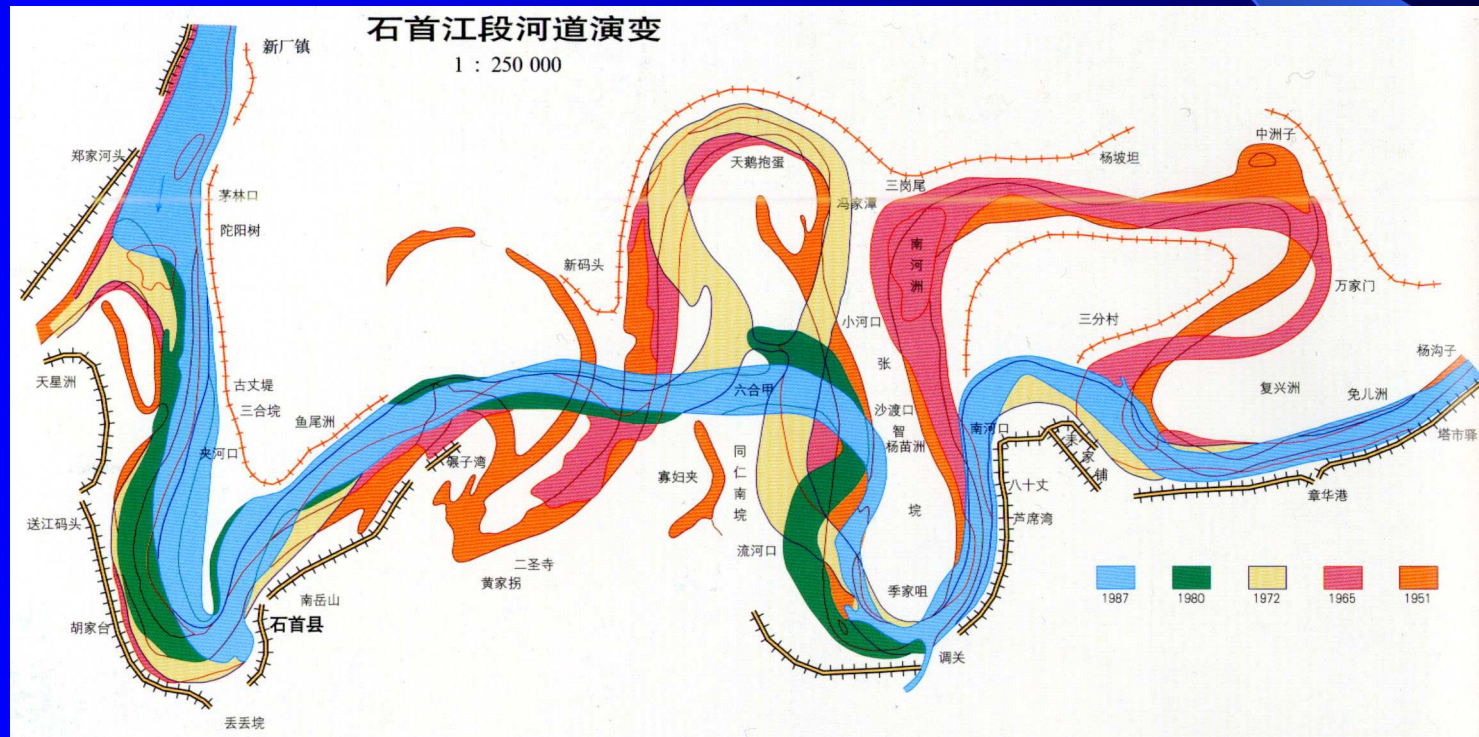 石首江段河道演变
1 : 250 000
新厂镇
郑家河头
茅林口
陀阳树
天星洲
古丈堤
三合垸
鱼尾洲
夹河口
送江码头
胡家台
石首县
南岳山
丢丢垸
新码头
碾子湾
二圣寺
黄家拐
天鹅抱蛋
冯家潭
六合甲
寡妇夹
同仁南垸
流河口
三岗尾
南河洲
小河口
张智垸
沙渡口
杨苗洲
季家咀
调关
杨坡坦
中洲子
万家门
三分村
南河口
八十丈
芦席湾
来家铺
复兴洲
免儿洲
杨沟子
塔市驿
章华港
1987
1980
1972
1965
1951